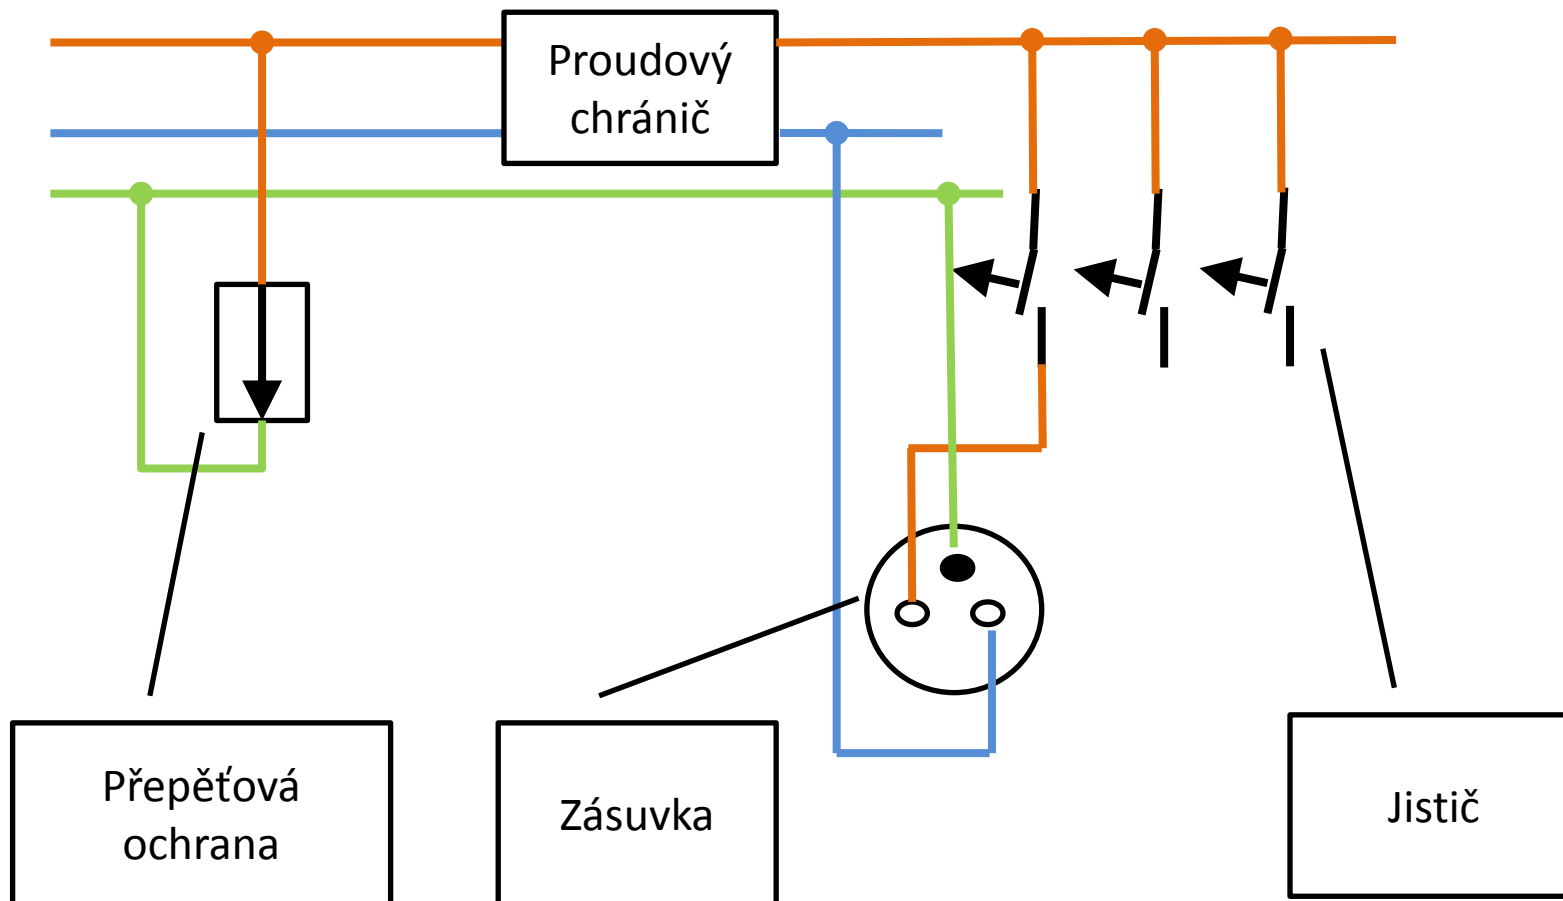 Proudový
chránič
Přepěťová
ochrana
Zásuvka
Jistič